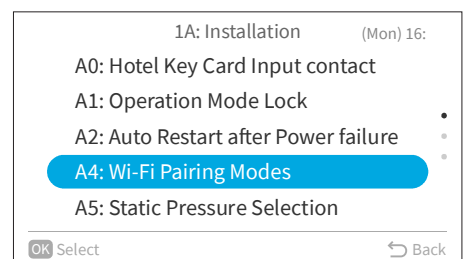 1A: Installation (Mon) 16:
A0: Hotel Key Card Input contact
A1: Operation Mode Lock
A2: Auto Restart after Power failure
A4: Wi-Fi Pairing Modes
A5: Static Pressure Selection
OK Select Back